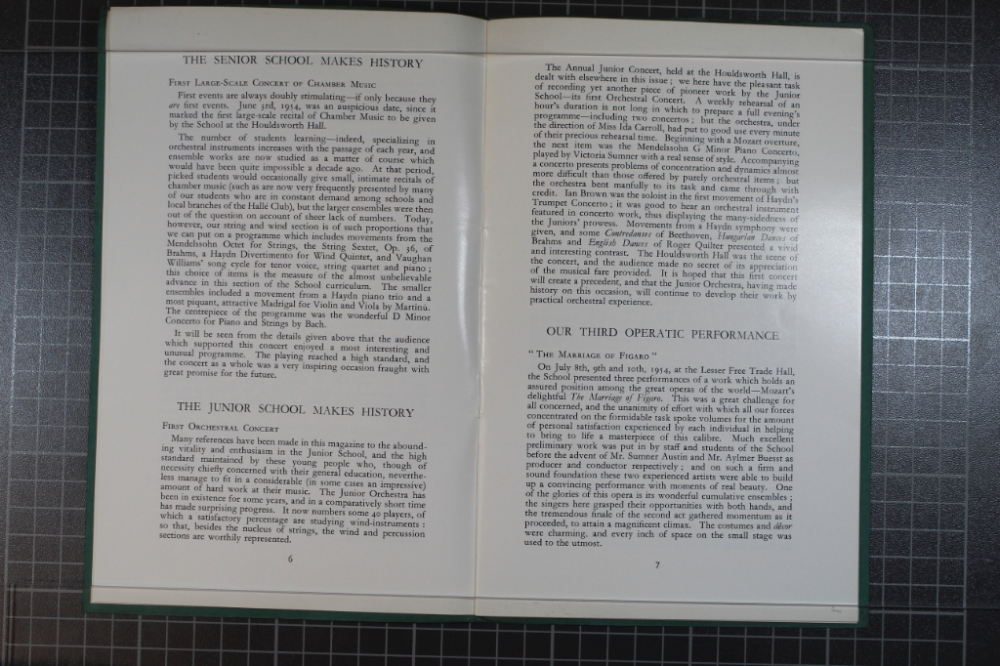 THE SENIOR SCHOOL MAKES HISTORY
First Large-Scale Concert of Chamber Music
First events are always doubly stimulating—if only because they
are first events. June 3rd, 1954, was an auspicious date, since it
marked the first large-scale recital of Chamber Music to be given
by the School at the Houldsworth Hall.
The number of students learning—indeed, specializing in
orchestral instruments increases with the passage of each year, and
ensemble works are now studied as a matter of course which
would have been quite impossible a decade ago. At that period,
picked students would occasionally give small, intimate recitals of
chamber music (such as are now very frequently presented by many
of our students who are in constant demand among schools and
local branches of the Hallé Club), but the larger ensembles were then
out of the question on account of sheer lack of numbers. Today,
however, our string and wind section is of such proportions that
we can put on a programme which includes movements from the
Mendelssohn Octet for Strings, the String Sextet, Op. 36, of
Brahms, a Haydn Divertimento for Wind Quintet, and Vaughan
Williams' song cycle for tenor voice, string quartet and piano;
this choice of items is the measure of the almost unbelievable
advance in this section of the School curriculum. The smaller
ensembles included a movement from a Haydn piano trio and a
most piquant, attractive Madrigal for Violin and Viola by Martinu.
The centrepiece of the programme was the wonderful D Minor
Concerto for Piano and Strings by Bach.
It will be seen from the details given above that the audience
which supported this concert enjoyed a most interesting and
unusual programme. The playing reached a high standard, and
the concert as a whole was a very inspiring occasion fraught with
great promise for the future.
THE JUNIOR SCHOOL MAKES HISTORY
First Orchestral Concert
Many references have been made in this magazine to the abound-
ing vitality and enthusiasm in the Junior School, and the high
standard maintained by these young people who, though of
necessity chiefly concerned with their general education, neverthe-
less manage to fit in a considerable (in some cases an impressive)
amount of hard work at their music. The Junior Orchestra has
been in existence for some years, and in a comparatively short time
has made surprising progress. It now numbers some 40 players, of
which a satisfactory percentage are studying wind-instruments:
so that, besides the nucleus of strings, the wind and percussion
sections are worthily represented.
6
The Annual Junior Concert, held at the Houldsworth Hall, is
dealt with elsewhere in this issue; we here have the pleasant task
of recording yet another piece of pioneer work by the Junior
School—its first Orchestral Concert. A weekly rehearsal of an
hour's duration is not long in which to prepare a full evening's
programme—including two concertos; but the orchestra, under
the direction of Miss Ida Carroll, had put to good use every minute
of their precious rehearsal time. Beginning with a Mozart overture,
the next item was the Mendelssohn G Minor Piano Concerto,
played by Victoria Sumner with a real sense of style. Accompanying
a concerto presents problems of concentration and dynamics almost
more difficult than those offered by purely orchestral items; but
the orchestra bent manfully to its task and came through with
credit. Ian Brown was the soloist in the first movement of Haydn's
Trumpet Concerto; it was good to hear an orchestral instrument
featured in concerto work, thus displaying the many-sidedness of
the Juniors' prowess. Movements from a Haydn symphony were
given, and some Contredances of Beethoven, Hungarian Dances of
Brahms and English Dances of Roger Quilter presented a vivid
and interesting contrast. The Houldsworth Hall was the scene of
the concert, and the audience made no secret of its appreciation
of the musical fare provided. It is hoped that this first concert
will create a precedent, and that the Junior Orchestra, having made
history on this occasion, will continue to develop their work by
practical orchestral experience.
OUR THIRD OPERATIC PERFORMANCE
"The Marriage of Figaro"
On July 8th, 9th and 10th, 1954, at the Lesser Free Trade Hall,
the School presented three performances of a work which holds an
assured position among the great operas of the world—Mozart's
delightful The Marriage of Figaro. This was a great challenge for
all concerned, and the unanimity of effort with which all our forces
concentrated on the formidable task spoke volumes for the amount
of personal satisfaction experienced by each individual in helping
to bring to life a masterpiece of this calibre. Much excellent
preliminary work was put in by staff and students of the School
before the advent of Mr. Sumner Austin and Mr. Aylmer Buesst as
producer and conductor respectively; and on such a firm and
sound foundation these two experienced artists were able to build
up a convincing performance with moments of real beauty. One
of the glories of this opera is its wonderful cumulative ensembles;
the singers here grasped their opportunities with both hands, and
the tremendous finale of the second act gathered momentum as it
proceeded, to attain a magnificent climax. The costumes and décor
were charming, and every inch of space on the small stage was
used to the utmost.
7